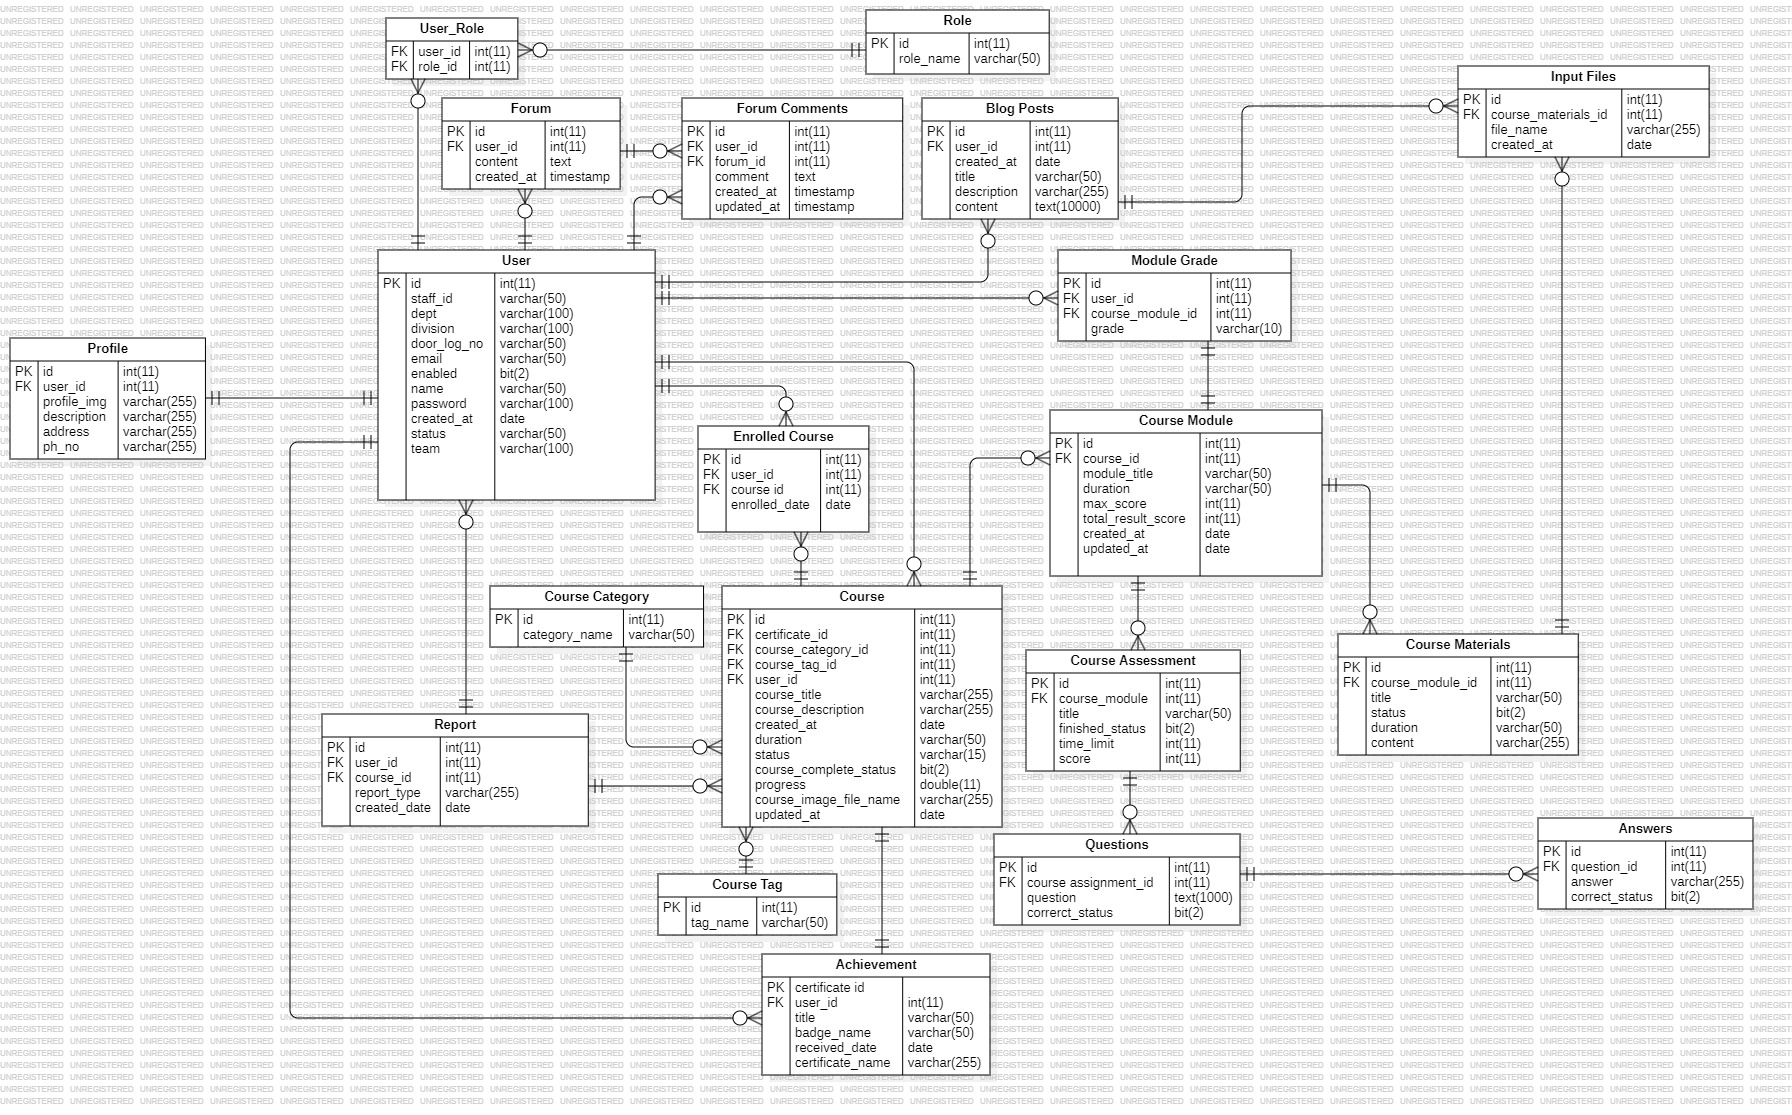 User_Role
FK user_id int(11)
FK role_id int(11)
Role
PK id int(11)
role_name varchar(50)
Input Files
PK id int(11)
FK course_materials_id int(11)
file_name varchar(255)
created_at date
Forum
PK id int(11)
FK user_id int(11)
content text
created_at timestamp
Forum Comments
PK id int(11)
FK user_id int(11)
FK forum_id int(11)
comment text
created_at timestamp
updated_at timestamp
Blog Posts
PK id int(11)
FK user_id int(11)
created_at date
title varchar(50)
description varchar(255)
content text(10000)
User
PK id int(11)
staff_id varchar(50)
dept varchar(100)
division varchar(100)
door_log_no varchar(50)
email varchar(50)
enabled bit(2)
name varchar(50)
password varchar(100)
created_at date
status varchar(50)
team varchar(100)
Module Grade
PK id int(11)
FK user_id int(11)
FK course_module_id int(11)
grade varchar(10)
Profile
PK id int(11)
FK user_id int(11)
profile_img varchar(255)
description varchar(255)
address varchar(255)
ph_no varchar(255)
Enrolled Course
PK id int(11)
FK user_id int(11)
FK course id int(11)
enrolled_date date
Course Module
PK id int(11)
FK course_id int(11)
module_title varchar(50)
duration varchar(50)
max_score int(11)
total_result_score int(11)
created_at date
updated_at date
Course Category
PK id int(11)
category_name varchar(50)
Course
PK id int(11)
FK certificate_id int(11)
FK course_category_id int(11)
FK course_tag_id int(11)
FK user_id int(11)
course_title varchar(255)
course_description varchar(255)
created_at date
duration varchar(50)
status varchar(15)
course_complete_status bit(2)
progress double(11)
course_image_file_name varchar(255)
updated_at date
Course Assessment
PK id int(11)
FK course_module int(11)
title varchar(50)
finished_status bit(2)
time_limit int(11)
score int(11)
Course Materials
PK id int(11)
FK course_module_id int(11)
title varchar(50)
status bit(2)
duration varchar(50)
content varchar(255)
Report
PK id int(11)
FK user_id int(11)
FK course_id int(11)
report_type varchar(255)
created_date date
Course Tag
PK id int(11)
tag_name varchar(50)
Questions
PK id int(11)
FK course assignment_id int(11)
question text(1000)
correrct_status bit(2)
Answers
PK id int(11)
FK question_id int(11)
answer varchar(255)
correct_status bit(2)
Achievement
PK certificate id
FK user_id int(11)
title varchar(50)
badge_name varchar(50)
received_date date
certificate_name varchar(255)
UNREGISTERED